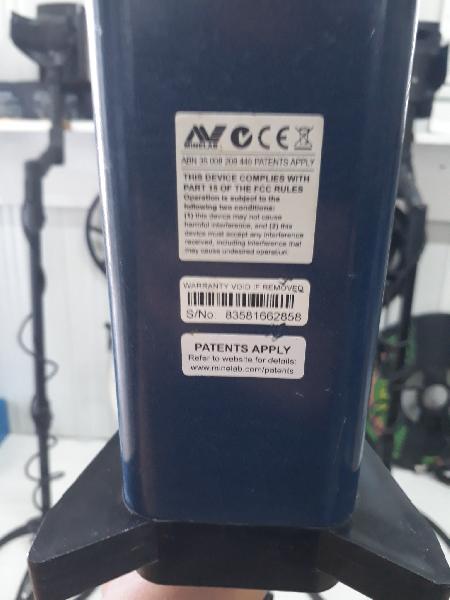 MINELAB
CE
ABN 35 008 208 440 PATENTS APPLY
THIS DEVICE COMPLIES WITH
PART 15 OF THE FCC RULES
Operation is subject to the
following two conditions:
(1) this device may not cause
harmful interference, and (2) this
device must accept any interference
received, including interference that
may cause undesired operation.
WARRANTY VOID IF REMOVED
S/No. 83581662858
PATENTS APPLY
Refer to website for details:
www.minelab.com/patents